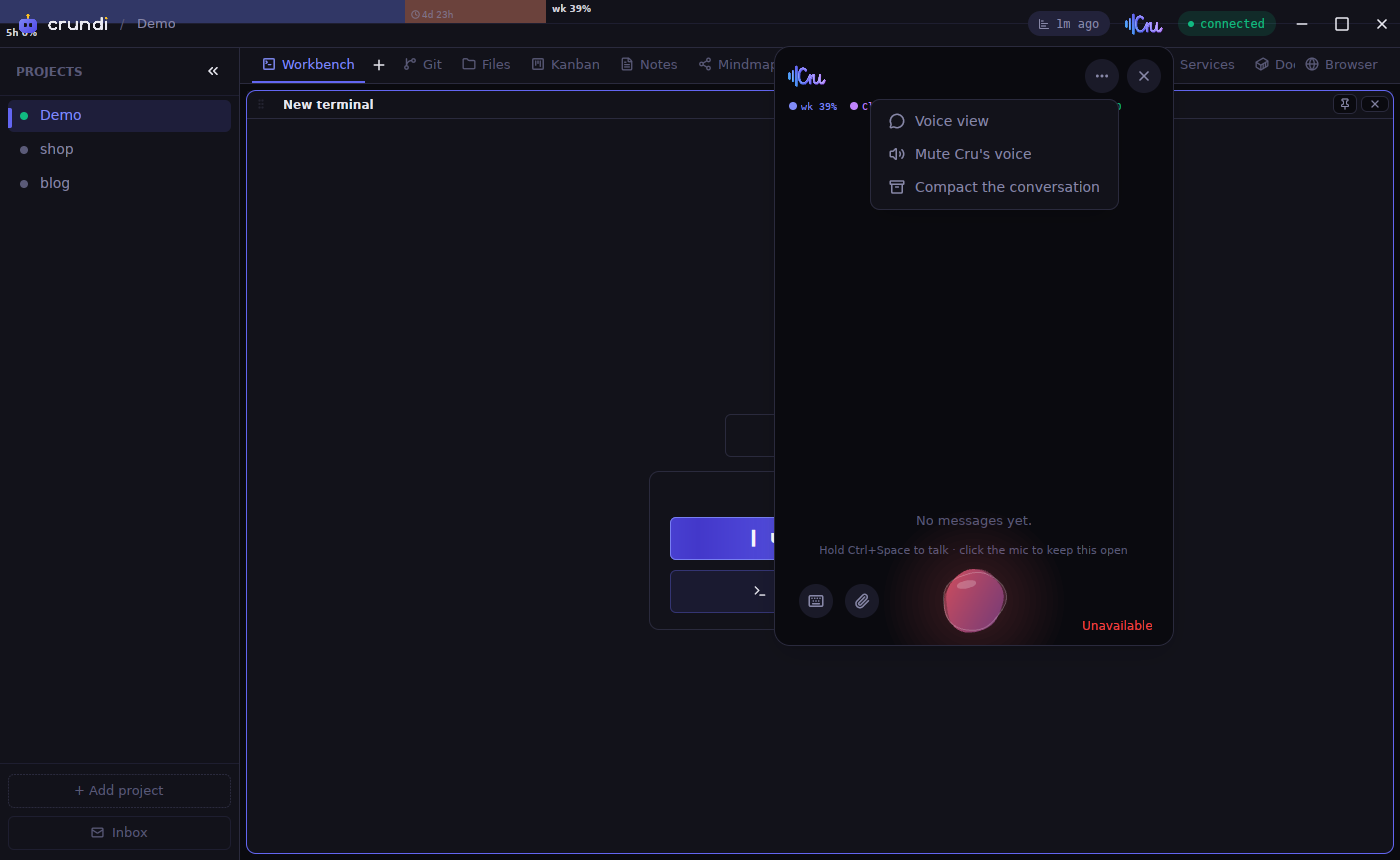 4d 23h
wk 39%
5h 0%
crundi
/
Demo
1m ago
Cru
connected
PROJECTS
Workbench
Git
Files
Kanban
Notes
Mindmap
Services
Browser
Demo
shop
blog
New terminal
Cru
wk 39%
Voice view
Mute Cru's voice
Compact the conversation
No messages yet.
Hold Ctrl+Space to talk · click the mic to keep this open
Unavailable
+ Add project
Inbox